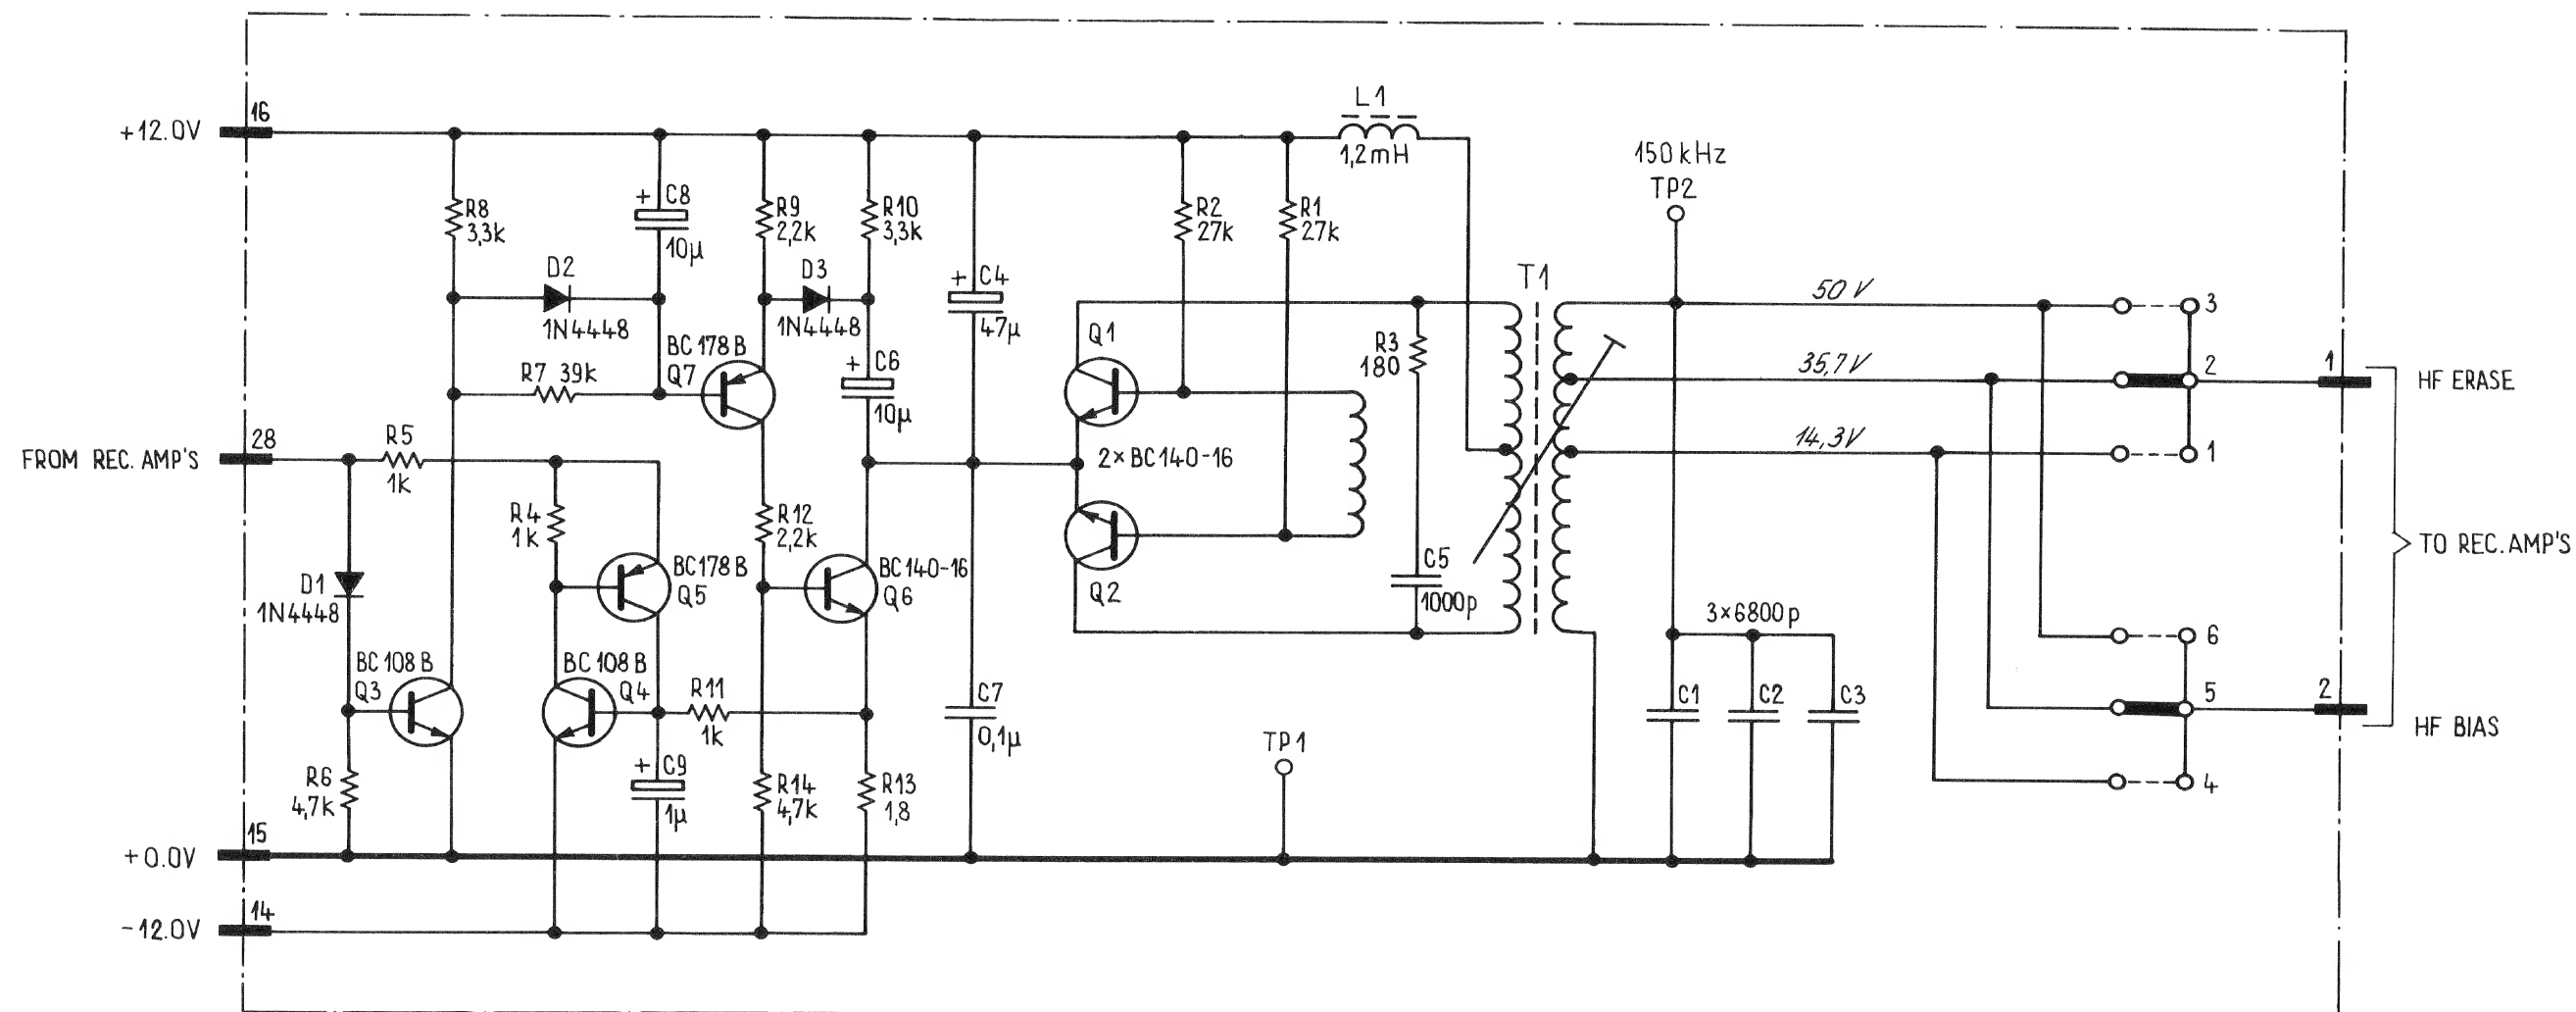 L1
1,2mH
16
+12.0V
150 kHz
TP2
R8
3,3k
+ C8
10µ
R9
2,2k
R10
3,3k
R2
27k
R1
27k
D2
1N4448
D3
1N4448
+ C4
47µ
T1
50 V
3
Q1
R3
180
BC 178 B
Q7
+ C6
10µ
R7 39k
35,7V
2
1
HF ERASE
28
FROM REC. AMP'S
R5
1k
2×BC140-16
14,3V
1
R4
1k
R12
2,2k
TO REC. AMP'S
D1
1N4448
BC178 B
Q5
BC140-16
Q6
Q2
C5
1000p
3×6800p
6
BC 108 B
Q3
BC 108 B
Q4
R11
1k
C7
0,1µ
C1
C2
C3
5
2
HF BIAS
TP1
R6
4,7k
+ C9
1µ
R14
4,7k
R13
1,8
4
15
+0.0V
14
-12.0V